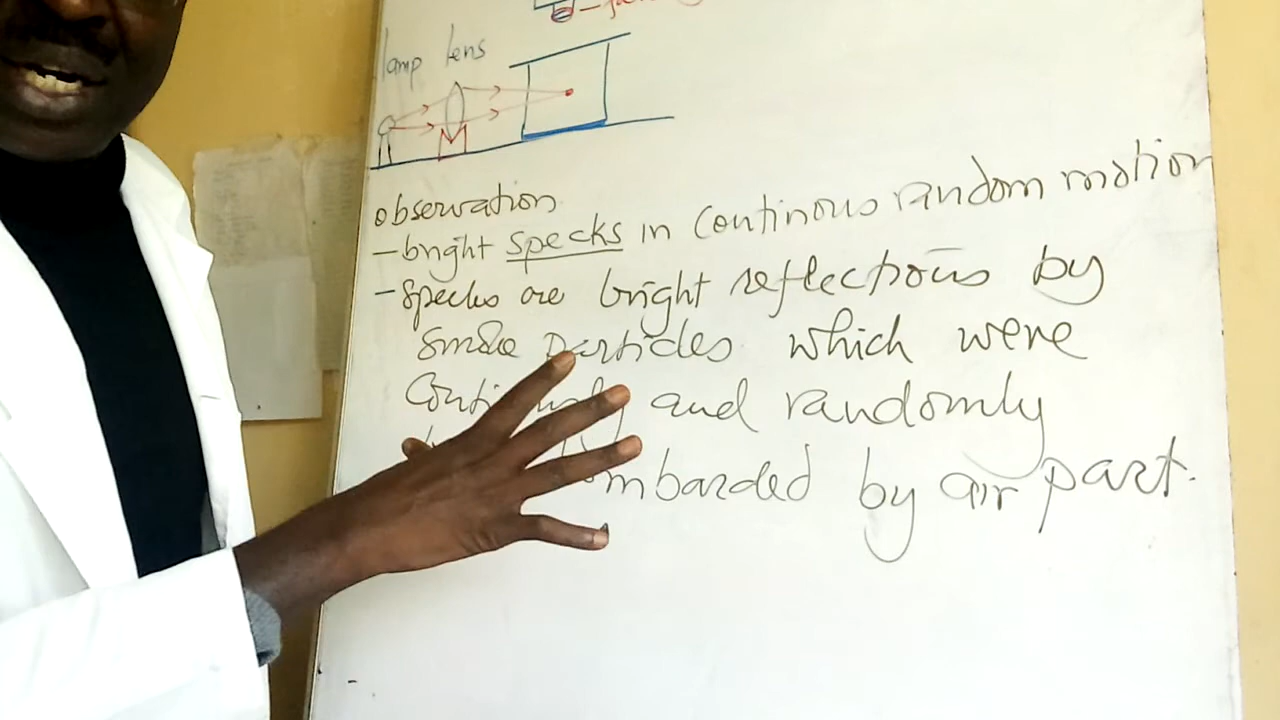 lamp lens
observation
- bright specks in Continous random motion
- Specks are bright reflections by
smoke particles which were
and randomly
by air part.